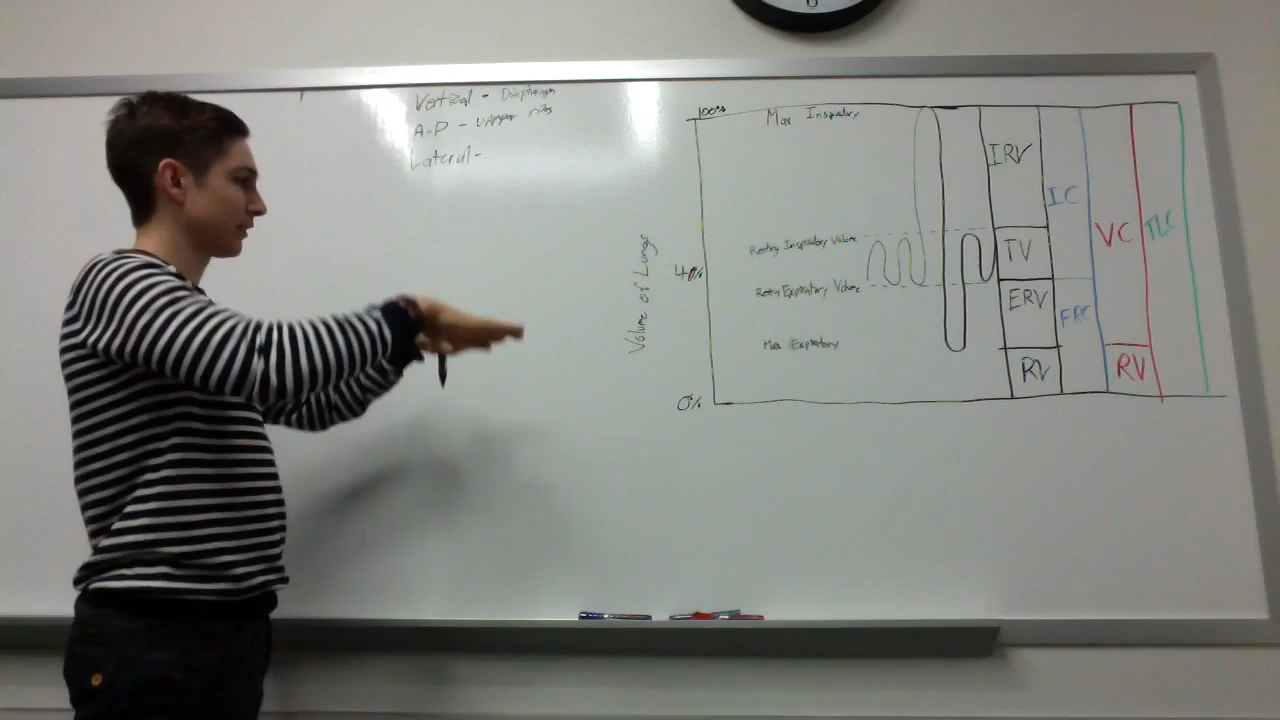 Vertical - Diaphragm
A-P - upper ribs
Lateral -
100%
Max Inspiratory
IRV
IC
VC
TLC
Volume of Lungs
Resting Inspiratory Volume
TV
40%
Restin Expiratory Volume
ERV
FRC
Max Expiratory
RV
RV
0%